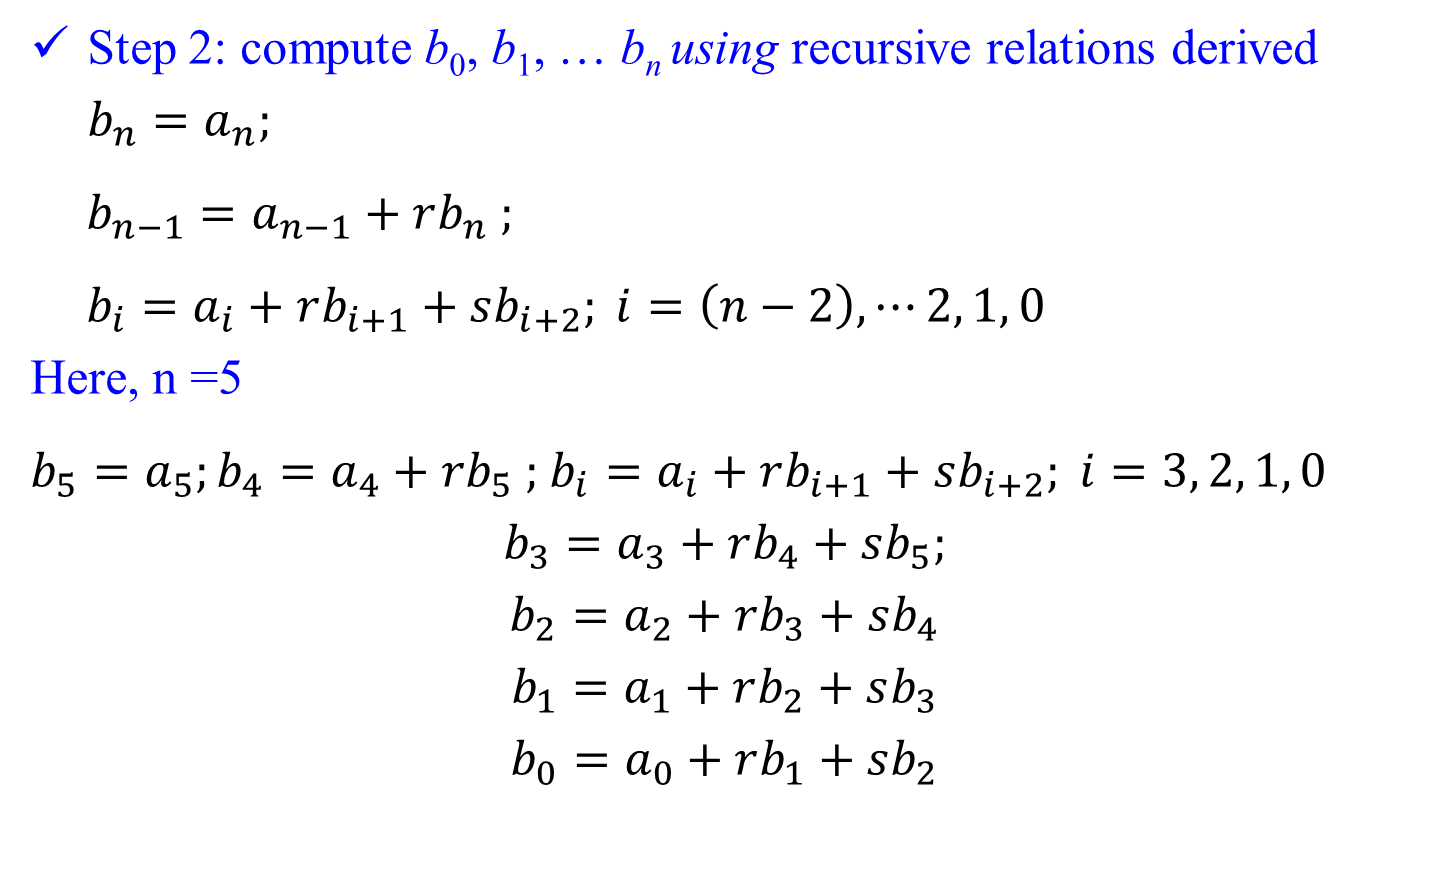 ✓ Step 2: compute b₀, b₁, … bₙ using recursive relations derived
bₙ = aₙ;
bₙ₋₁ = aₙ₋₁ + rbₙ ;
bᵢ = aᵢ + rbᵢ₊₁ + sbᵢ₊₂; i = (n − 2), ⋯ 2, 1, 0
Here, n =5
b₅ = a₅; b₄ = a₄ + rb₅ ; bᵢ = aᵢ + rbᵢ₊₁ + sbᵢ₊₂; i = 3, 2, 1, 0
b₃ = a₃ + rb₄ + sb₅;
b₂ = a₂ + rb₃ + sb₄
b₁ = a₁ + rb₂ + sb₃
b₀ = a₀ + rb₁ + sb₂